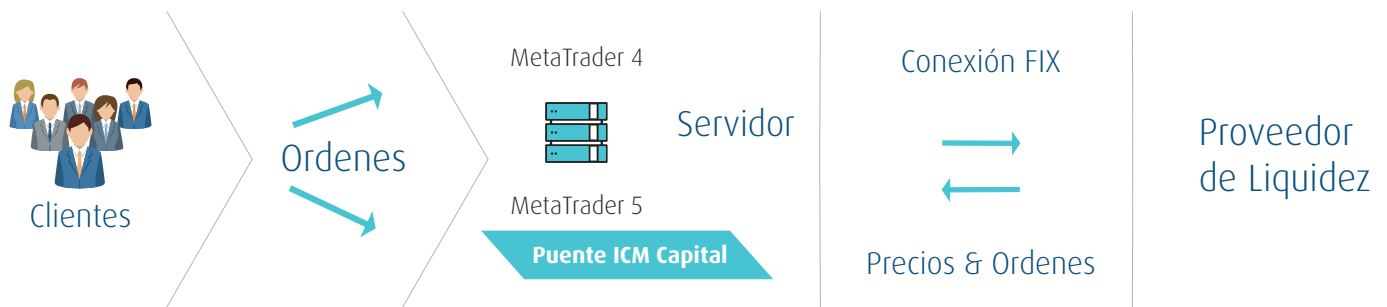 Clientes
Ordenes
MetaTrader 4
Servidor
MetaTrader 5
Puente ICM Capital
Conexión FIX
Precios & Ordenes
Proveedor
de Liquidez